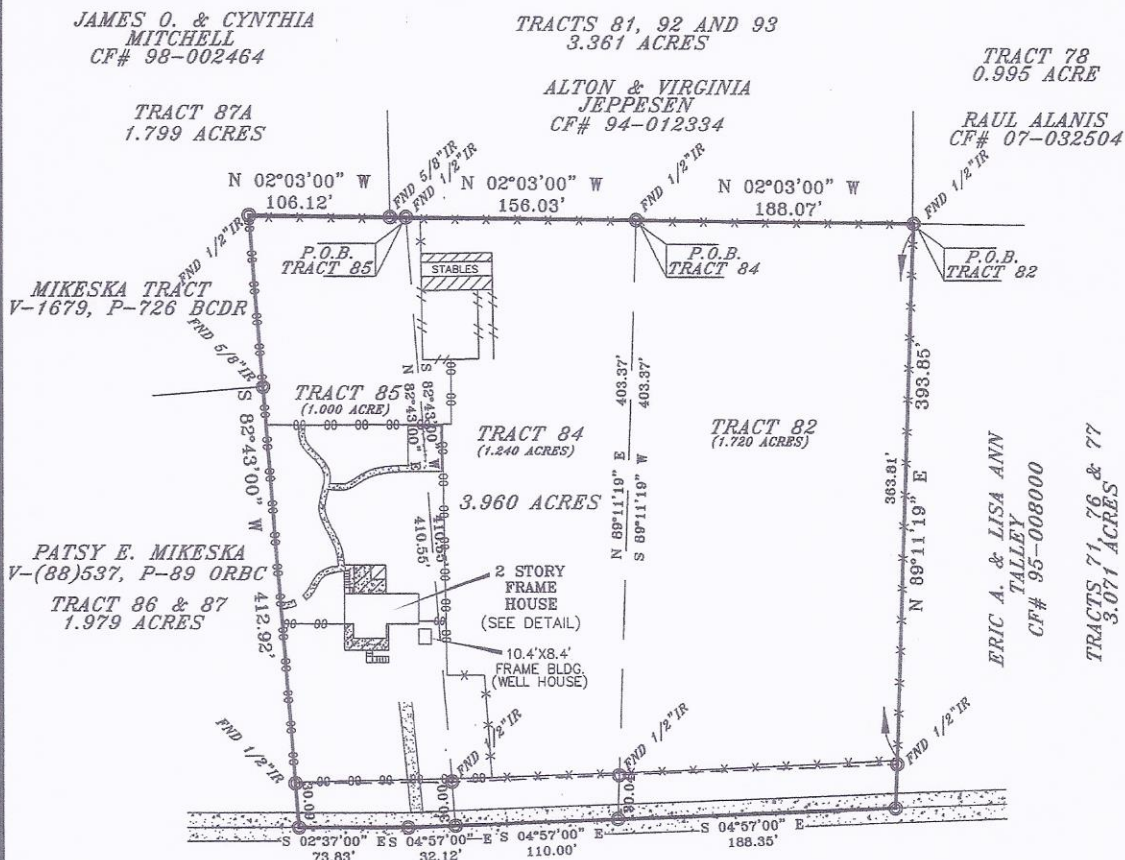 JAMES O. & CYNTHIA
MITCHELL
CF# 98-002464
TRACTS 81, 92 AND 93
3.361 ACRES
TRACT 78
0.995 ACRE
ALTON & VIRGINIA
JEPPESEN
CF# 94-012334
TRACT 87A
1.799 ACRES
RAUL ALANIS
CF# 07-032504
FND 5/8"IR
FND 1/2"IR
FND 1/2"IR
FND 1/2"IR
N 02°03'00" W
106.12'
N 02°03'00" W
156.03'
N 02°03'00" W
188.07'
FND 1/2"IR
P.O.B.
TRACT 85
P.O.B.
TRACT 84
P.O.B.
TRACT 82
STABLES
MIKESKA TRACT
V-1679, P-726 BCDR
FND 5/8"IR
S 82°43'00" W
412.92'
TRACT 85
(1.000 ACRE)
N 82°43'00" E
S 82°43'00" W
410.55'
410.55'
TRACT 84
(1.240 ACRES)
3.960 ACRES
403.37'
403.37'
N 89°11'19" E
S 89°11'19" W
TRACT 82
(1.720 ACRES)
393.85'
363.81'
N 89°11'19" E
ERIC A. & LISA ANN
TALLEY
CF# 95-008000
TRACTS 71, 76 & 77
3.071 ACRES
PATSY E. MIKESKA
V-(88)537, P-89 ORBC
TRACT 86 & 87
1.979 ACRES
2 STORY
FRAME
HOUSE
(SEE DETAIL)
10.4'X8.4'
FRAME BLDG.
(WELL HOUSE)
FND 1/2"IR
FND 1/2"IR
FND 1/2"IR
FND 1/2"IR
30.09'
30.00'
30.04'
S 02°37'00" E
73.83'
S 04°57'00" E
32.12'
S 04°57'00" E
110.00'
S 04°57'00" E
188.35'